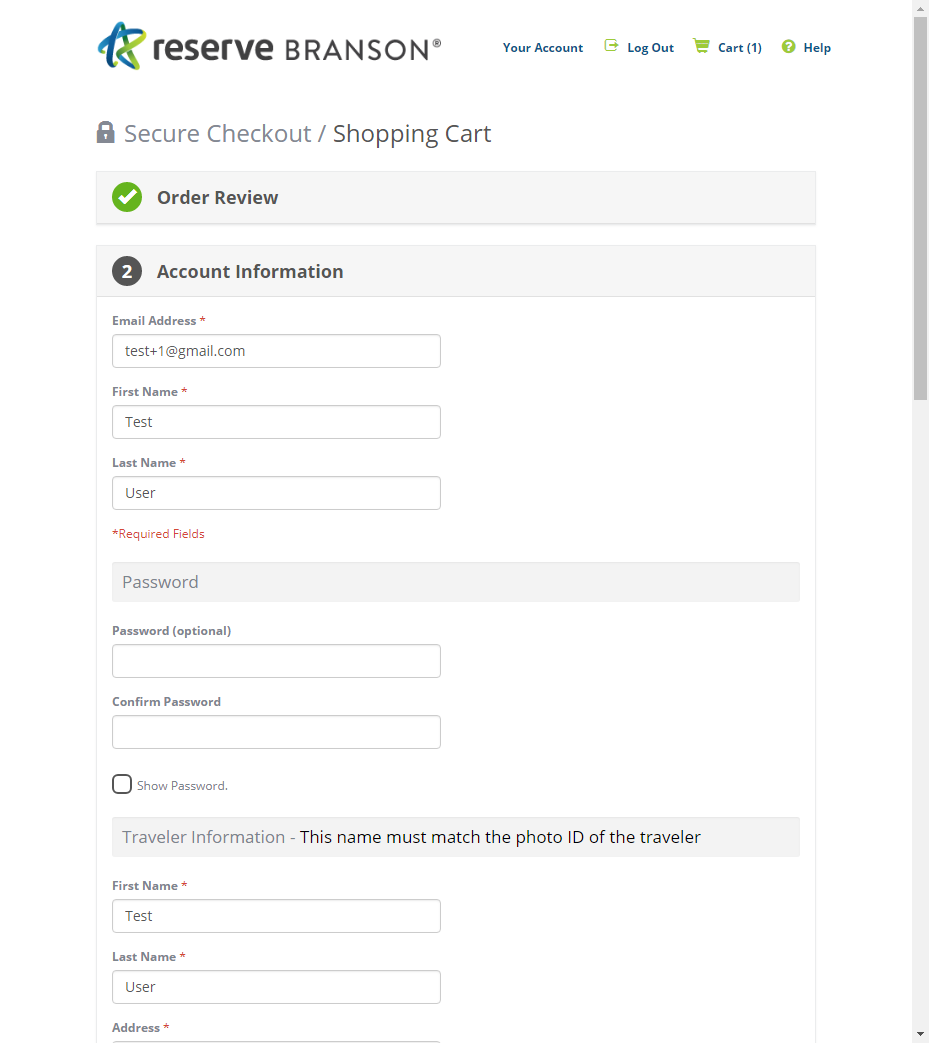 reserve BRANSON®
Your Account Log Out Cart (1) Help
Secure Checkout / Shopping Cart
Order Review
2 Account Information
Email Address *
test+1@gmail.com
First Name *
Test
Last Name *
User
*Required Fields
Password
Password (optional)
Confirm Password
Show Password.
Traveler Information - This name must match the photo ID of the traveler
First Name *
Test
Last Name *
User
Address *